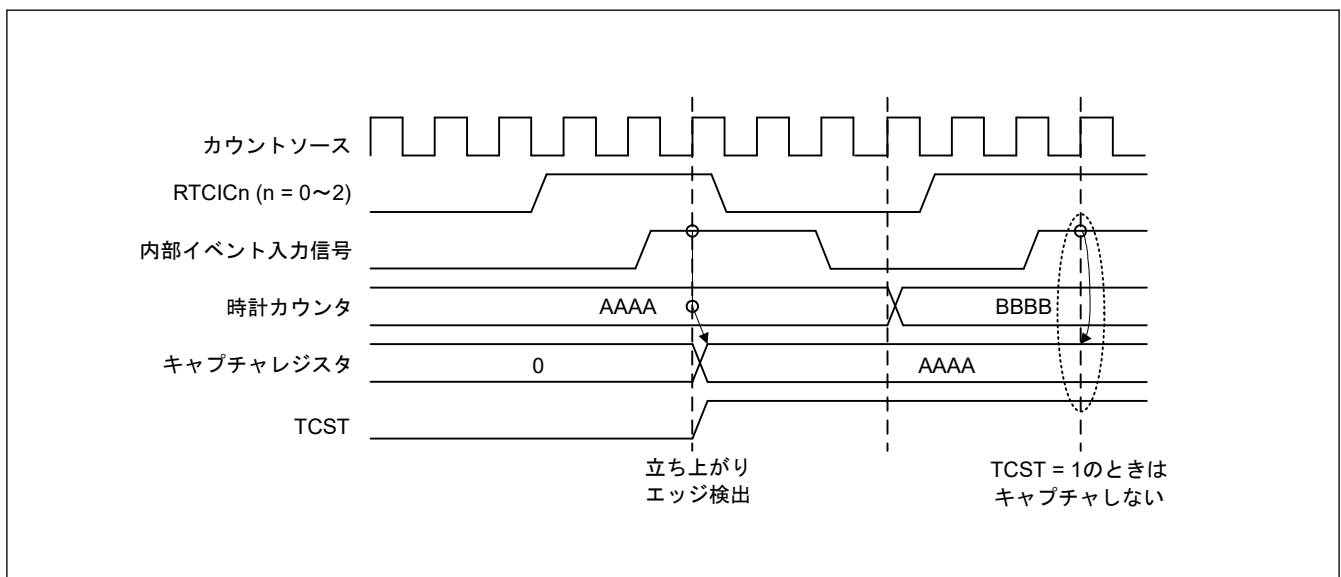 カウントソース
RTCICn (n = 0～2)
内部イベント入力信号
時計カウンタ
AAAA
BBBB
キャプチャレジスタ
0
AAAA
TCST
立ち上がり
エッジ検出
TCST = 1のときは
キャプチャしない